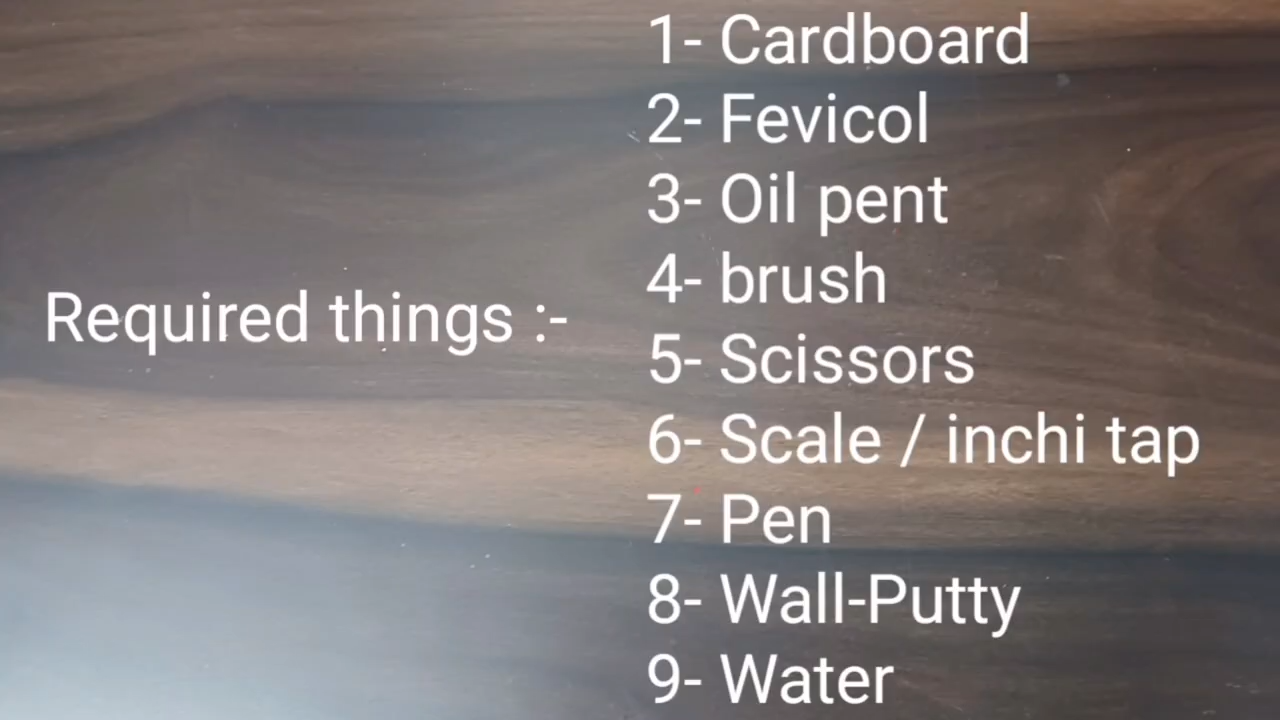 Required things :-
1- Cardboard
2- Fevicol
3- Oil pent
4- brush
5- Scissors
6- Scale / inchi tap
7- Pen
8- Wall-Putty
9- Water